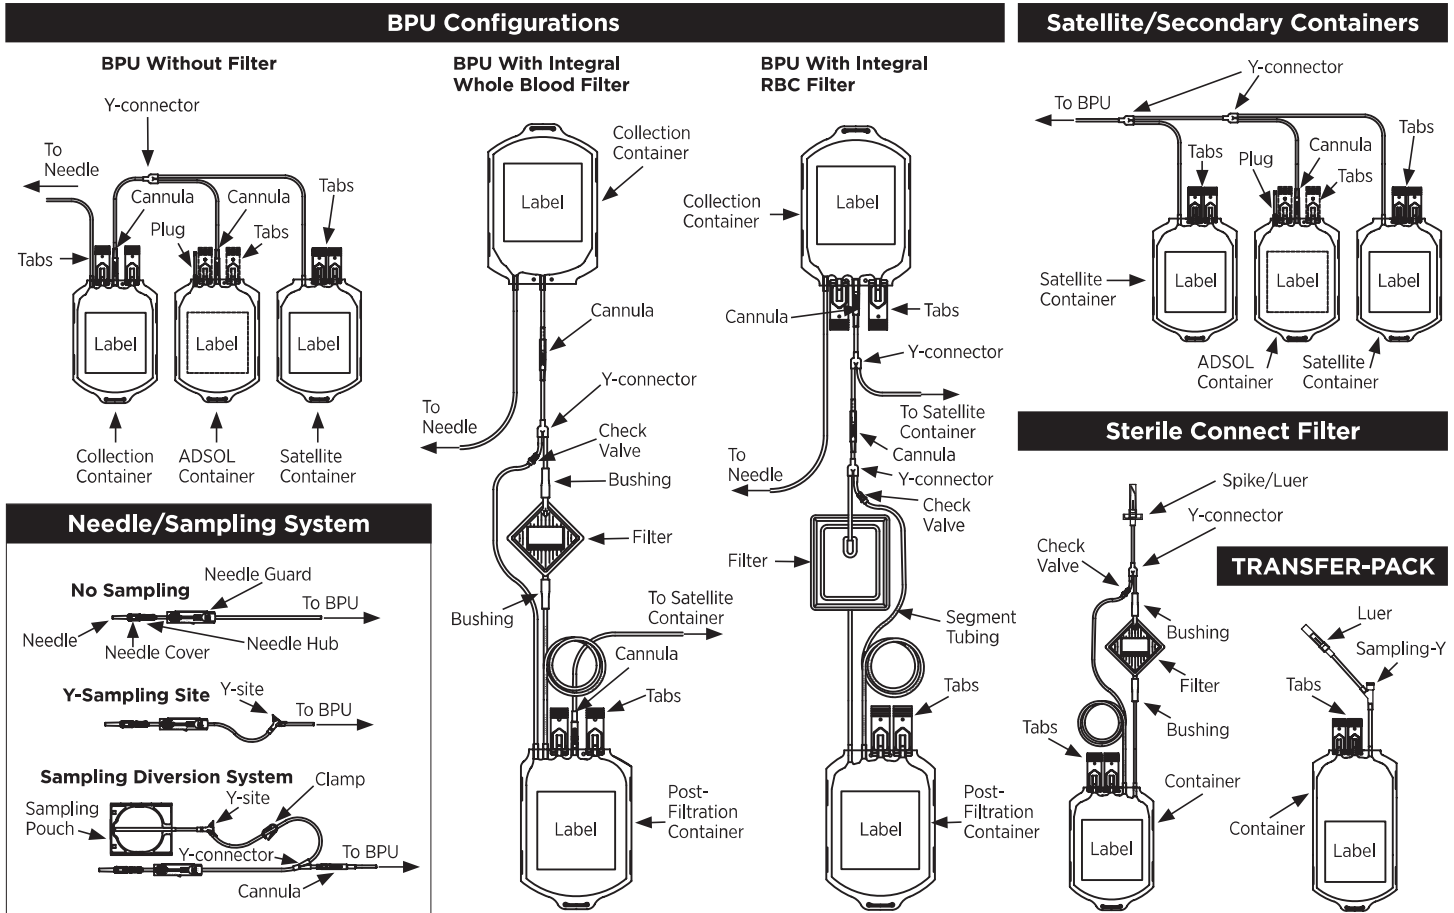 BPU Configurations
BPU Without Filter
Y-connector
To
Needle
Cannula
Cannula
Tabs
Plug
Tabs
Tabs
Label
Label
Label
Collection
Container
ADSOL
Container
Satellite
Container
BPU With Integral
Whole Blood Filter
Collection
Container
Label
Cannula
Y-connector
To
Needle
Check
Valve
Bushing
Filter
Bushing
To Satellite
Container
Cannula
Tabs
Label
Post-
Filtration
Container
BPU With Integral
RBC Filter
Collection
Container
Label
Cannula
Tabs
Y-connector
To Satellite
Container
Cannula
To
Needle
Y-connector
Check
Valve
Filter
Segment
Tubing
Tabs
Label
Post-
Filtration
Container
Satellite/Secondary Containers
Y-connector
To BPU
Tabs
Plug
Cannula
Tabs
Tabs
Label
Label
Label
Satellite
Container
ADSOL
Container
Satellite
Container
Needle/Sampling System
No Sampling
Needle Guard
To BPU
Needle
Needle Cover
Needle Hub
Y-Sampling Site
Y-site
To BPU
Sampling Diversion System
Sampling
Pouch
Y-site
Clamp
Y-connector
To BPU
Cannula
Sterile Connect Filter
Spike/Luer
Y-connector
Check
Valve
Bushing
Filter
Bushing
Tabs
Container
Label
TRANSFER-PACK
Luer
Sampling-Y
Tabs
Container
Label